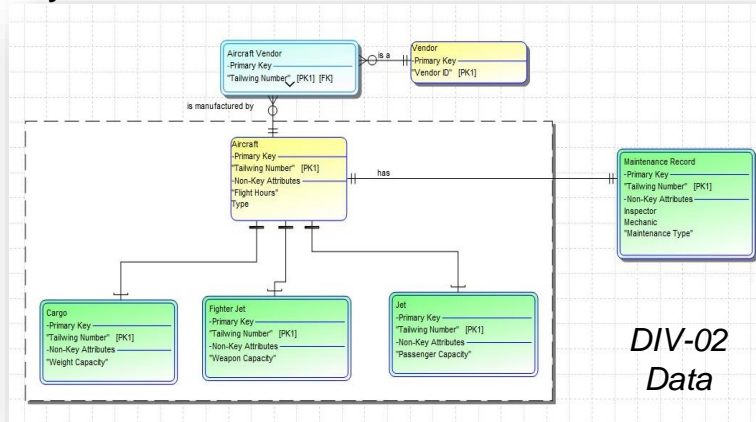 Aircraft Vendor
-Primary Key
"Tailwing Number" [PK1] [FK]
is a
Vendor
-Primary Key
"Vendor ID" [PK1]
is manufactured by
Aircraft
-Primary Key
"Tailwing Number" [PK1]
-Non-Key Attributes
"Flight Hours"
Type
has
Maintenance Record
-Primary Key
"Tailwing Number" [PK1]
-Non-Key Attributes
Inspector
Mechanic
"Maintenance Type"
Cargo
-Primary Key
"Tailwing Number" [PK1]
-Non-Key Attributes
"Weight Capacity"
Fighter Jet
-Primary Key
"Tailwing Number" [PK1]
-Non-Key Attributes
"Weapon Capacity"
Jet
-Primary Key
"Tailwing Number" [PK1]
-Non-Key Attributes
"Passenger Capacity"
DIV-02
Data